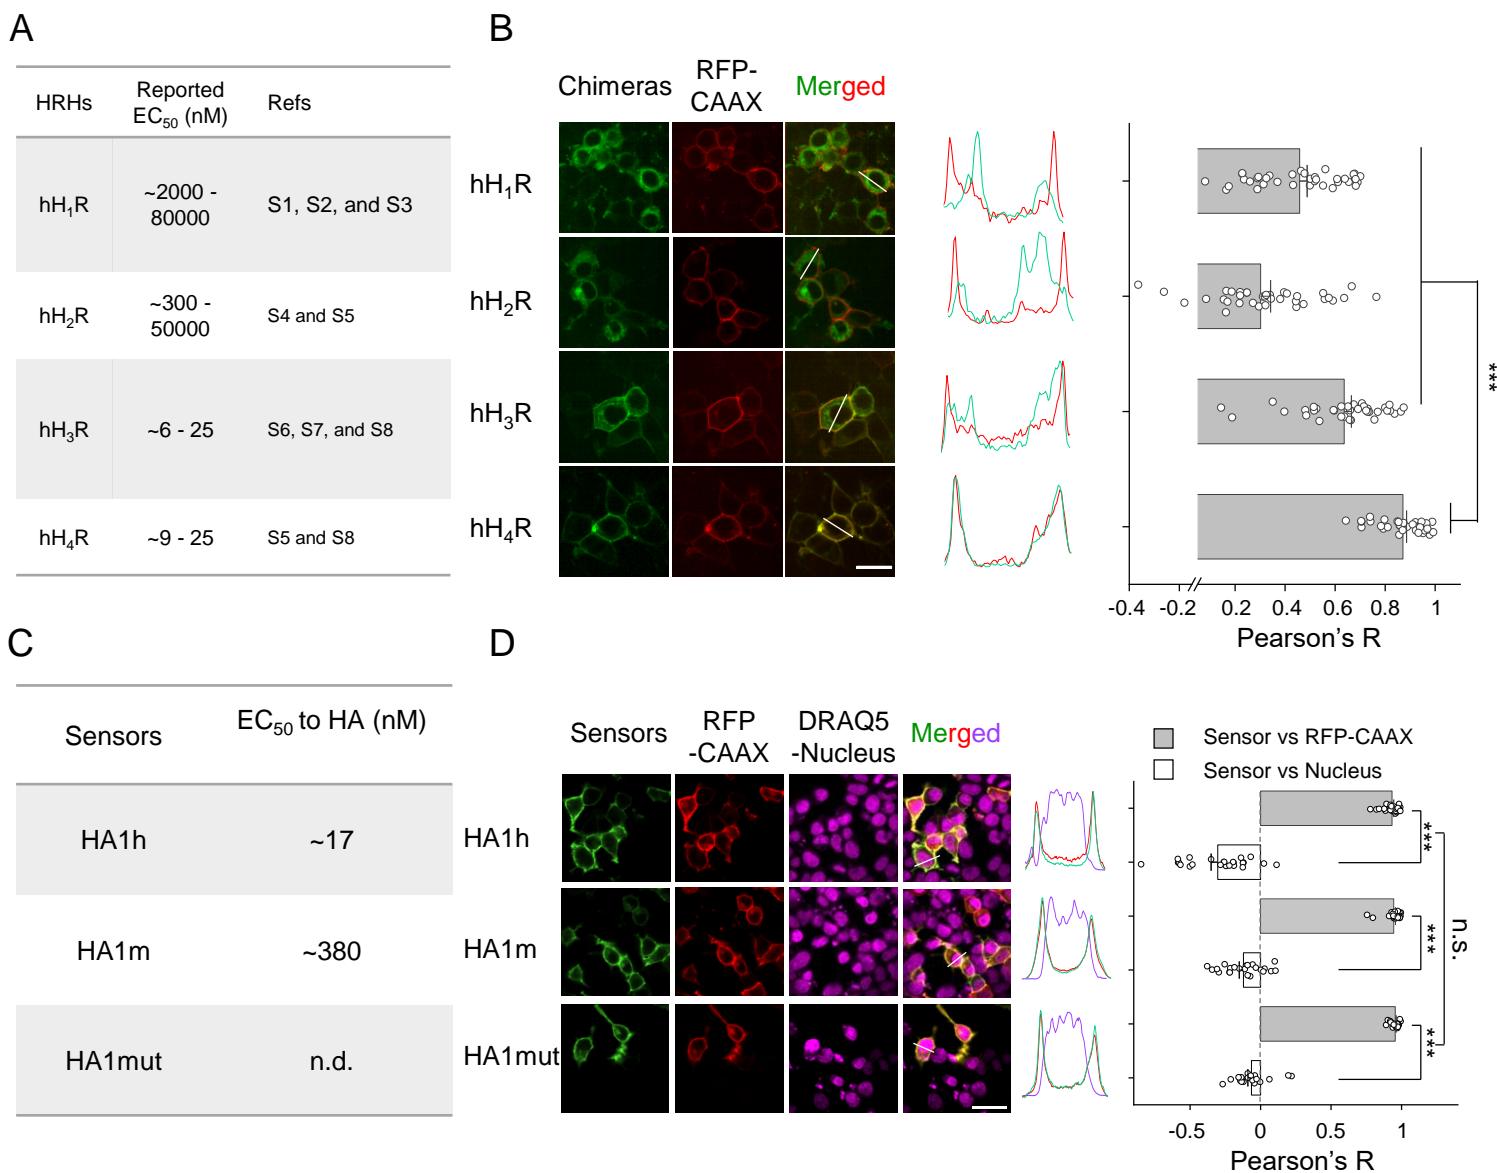 A
HRHs
Reported
EC50 (nM)
Refs
hH1R
~2000 -
80000
S1, S2, and S3
hH2R
~300 -
50000
S4 and S5
hH3R
~6 - 25
S6, S7, and S8
hH4R
~9 - 25
S5 and S8
B
Chimeras
RFP-
CAAX
Merged
hH1R
hH2R
hH3R
hH4R
***
-0.4
-0.2
0.2
0.4
0.6
0.8
1
Pearson's R
C
Sensors
EC50 to HA (nM)
HA1h
~17
HA1m
~380
HA1mut
n.d.
D
Sensors
RFP
-CAAX
DRAQ5
-Nucleus
Merged
HA1h
HA1m
HA1mut
Sensor vs RFP-CAAX
Sensor vs Nucleus
***
***
***
n.s.
-0.5
0
0.5
1
Pearson's R